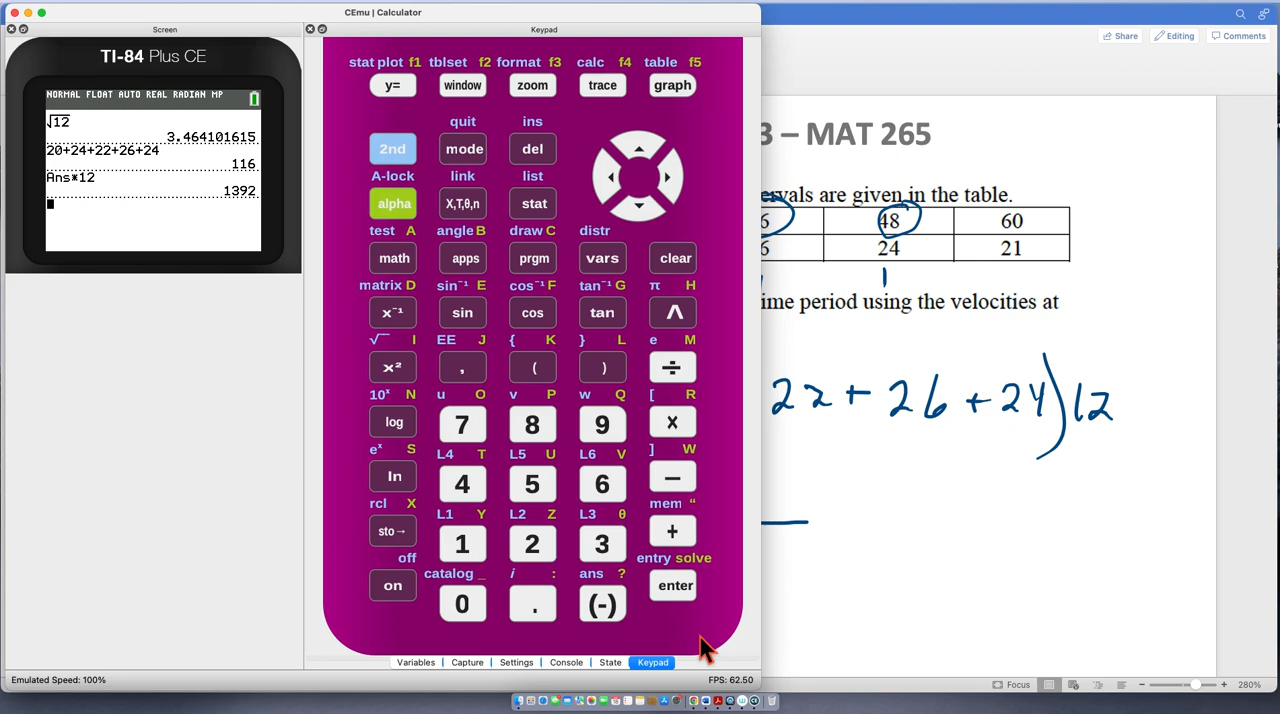 CEmu | Calculator
Screen
Keypad
TI-84 Plus CE
NORMAL FLOAT AUTO REAL RADIAN MP
√12
3.464101615
20+24+22+26+24
116
Ans*12
1392
stat plot f1 tblset f2 format f3 calc f4 table f5
y= window zoom trace graph
quit ins
2nd mode del
A-lock link list
alpha X,T,θ,n stat
test A angle B draw C distr
math apps prgm vars clear
matrix D sin⁻¹ E cos⁻¹ F tan⁻¹ G π H
x⁻¹ sin cos tan ^
√ I EE J { K } L e M
x² , ( ) ÷
10ˣ N u O v P w Q [ R
log 7 8 9 ×
eˣ S L4 T L5 U L6 V ] W
ln 4 5 6 −
rcl X L1 Y L2 Z L3 θ mem “
sto→ 1 2 3 +
off catalog _ i : ans ? entry solve
on 0 . (-) enter
Variables Capture Settings Console State Keypad
Emulated Speed: 100%
FPS: 62.50
Share Editing Comments
3 – MAT 265
ervals are given in the table.
6 48 60
6 24 21
ime period using the velocities at
22 + 26 + 24)12
Focus
280%